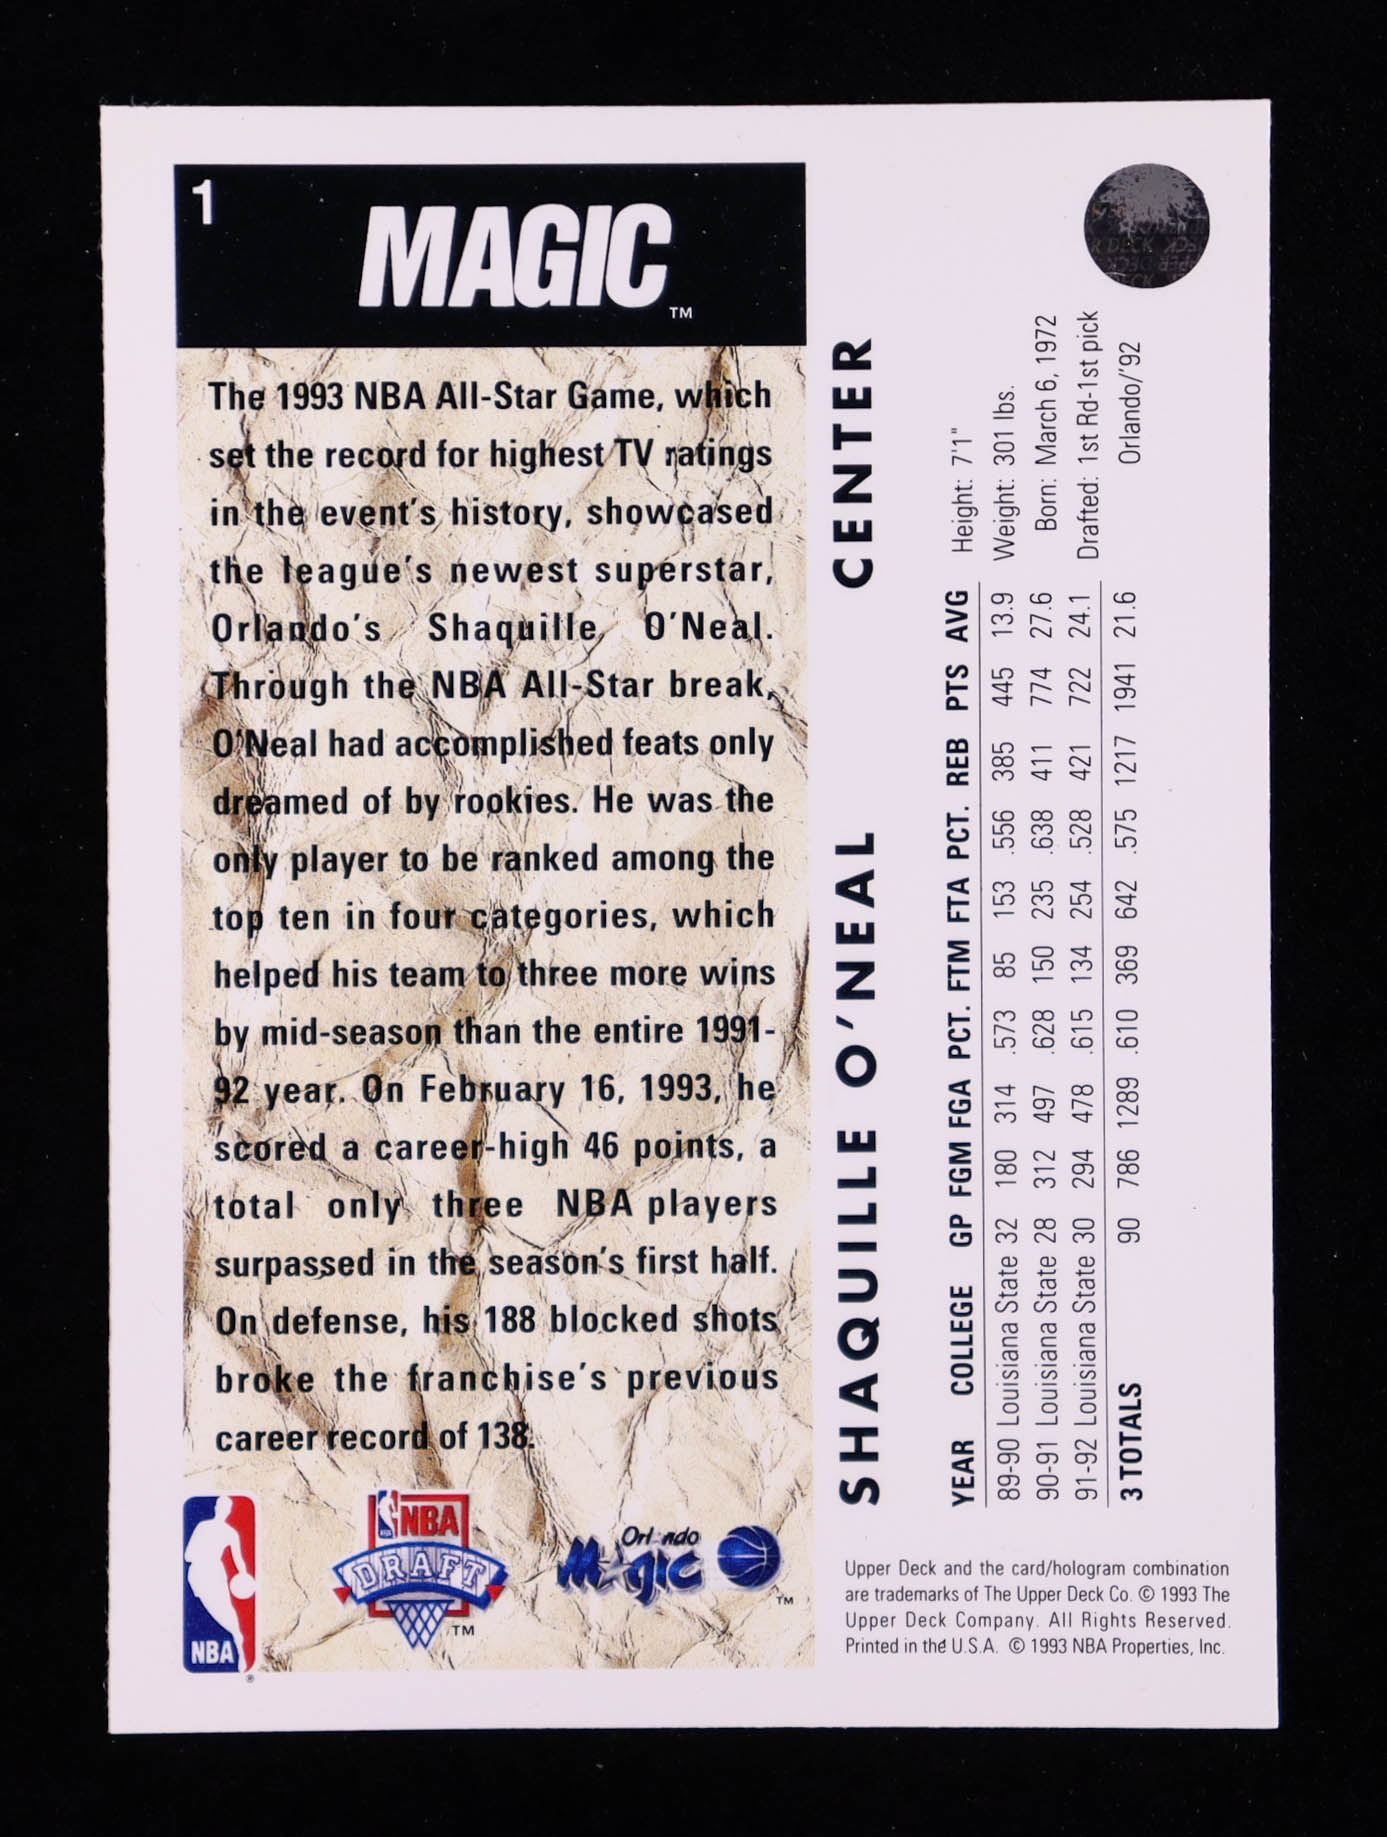 1
MAGIC™
The 1993 NBA All-Star Game, which
set the record for highest TV ratings
in the event's history, showcased
the league's newest superstar,
Orlando's Shaquille O'Neal.
Through the NBA All-Star break,
O'Neal had accomplished feats only
dreamed of by rookies. He was the
only player to be ranked among the
top ten in four categories, which
helped his team to three more wins
by mid-season than the entire 1991-
92 year. On February 16, 1993, he
scored a career-high 46 points, a
total only three NBA players
surpassed in the season's first half.
On defense, his 188 blocked shots
broke the franchise's previous
career record of 138.
NBA ®
NBA
DRAFT ™
Orlando
Magic ™
SHAQUILLE O'NEAL CENTER
Height: 7'1"
Weight: 301 lbs.
Born: March 6, 1972
Drafted: 1st Rd-1st pick
Orlando/'92
YEAR COLLEGE GP FGM FGA PCT. FTM FTA PCT. REB PTS AVG
89-90 Louisiana State 32 180 314 .573 85 153 .556 385 445 13.9
90-91 Louisiana State 28 312 497 .628 150 235 .638 411 774 27.6
91-92 Louisiana State 30 294 478 .615 134 254 .528 421 722 24.1
3 TOTALS 90 786 1289 .610 369 642 .575 1217 1941 21.6
Upper Deck and the card/hologram combination
are trademarks of The Upper Deck Co. © 1993 The
Upper Deck Company. All Rights Reserved.
Printed in the U.S.A. © 1993 NBA Properties, Inc.